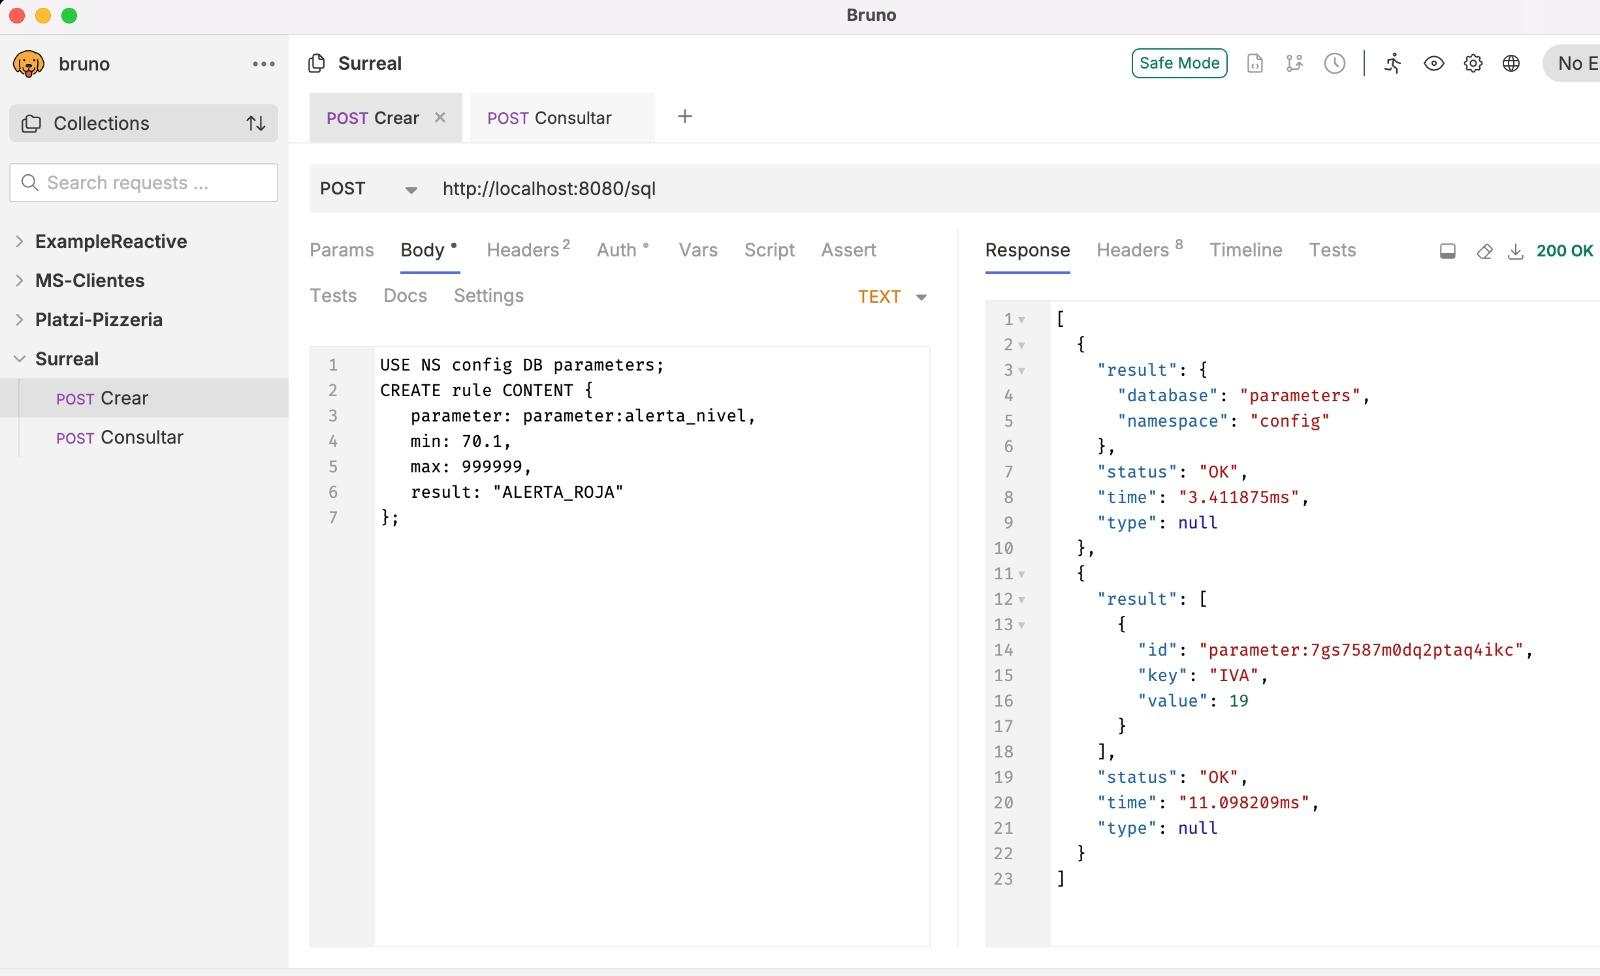 Bruno
bruno
Surreal
Safe Mode
No E
Collections
POST Crear
POST Consultar
Search requests ...
POST
http://localhost:8080/sql
ExampleReactive
MS-Clientes
Platzi-Pizzeria
Surreal
POST Crear
POST Consultar
Params Body Headers 2 Auth Vars Script Assert
Tests Docs Settings
TEXT
1 USE NS config DB parameters;
2 CREATE rule CONTENT {
3 parameter: parameter:alerta_nivel,
4 min: 70.1,
5 max: 999999,
6 result: "ALERTA_ROJA"
7 };
Response Headers 8 Timeline Tests
200 OK
1 [
2 {
3 "result": {
4 "database": "parameters",
5 "namespace": "config"
6 },
7 "status": "OK",
8 "time": "3.411875ms",
9 "type": null
10 },
11 {
12 "result": [
13 {
14 "id": "parameter:7gs7587m0dq2ptaq4ikc",
15 "key": "IVA",
16 "value": 19
17 }
18 ],
19 "status": "OK",
20 "time": "11.098209ms",
21 "type": null
22 }
23 ]